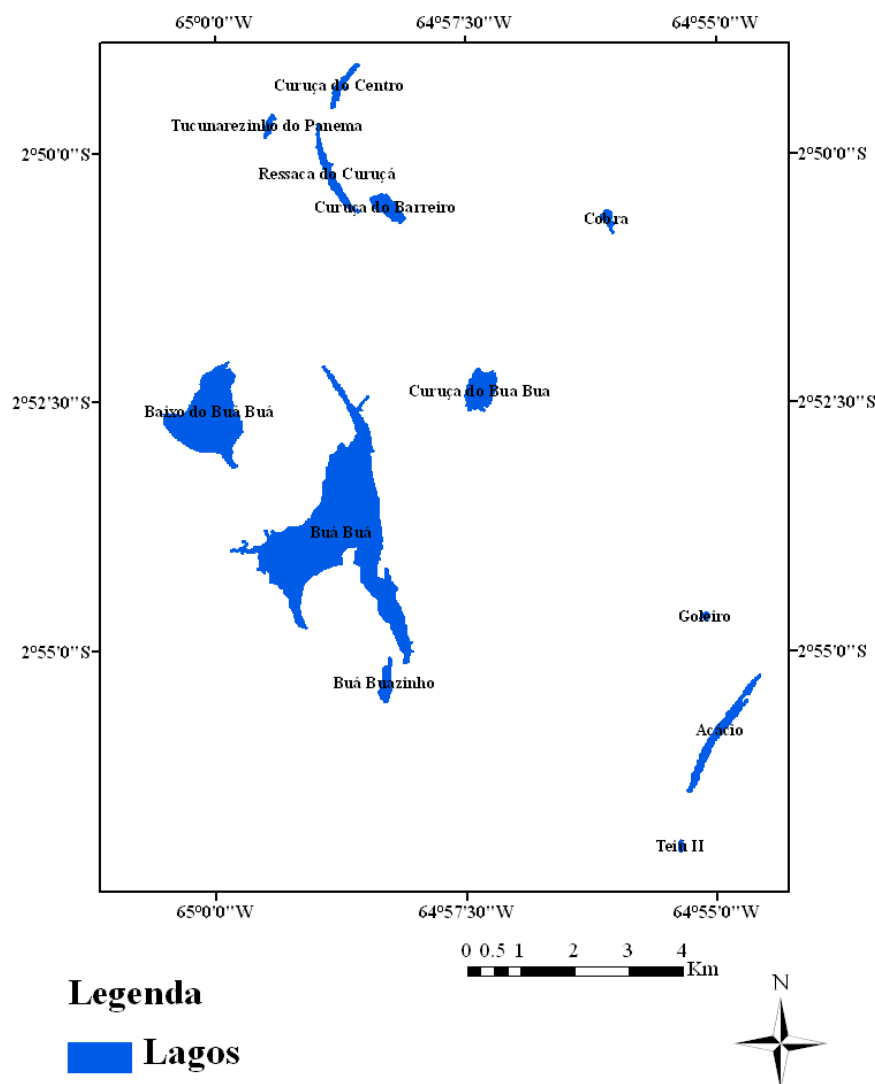 65°0'0"W 64°57'30"W 64°55'0"W
Curuça do Centro
Tucunarezinho do Panema
2°50'0"S 2°50'0"S
Ressaca do Curuçá
Curuça do Barreiro
Cobra
Curuça do Bua Bua
2°52'30"S 2°52'30"S
Baixo do Buá Buá
Buá Buá
Goleiro
2°55'0"S 2°55'0"S
Buá Buazinho
Acácio
Teiú II
65°0'0"W 64°57'30"W 64°55'0"W
0 0.5 1 2 3 4
Km
Legenda
N
Lagos